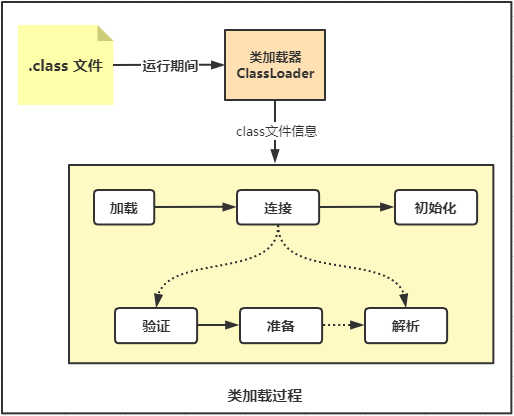 .class 文件
运行期间
类加载器
ClassLoader
class文件信息
加载
连接
初始化
验证
准备
解析
类加载过程